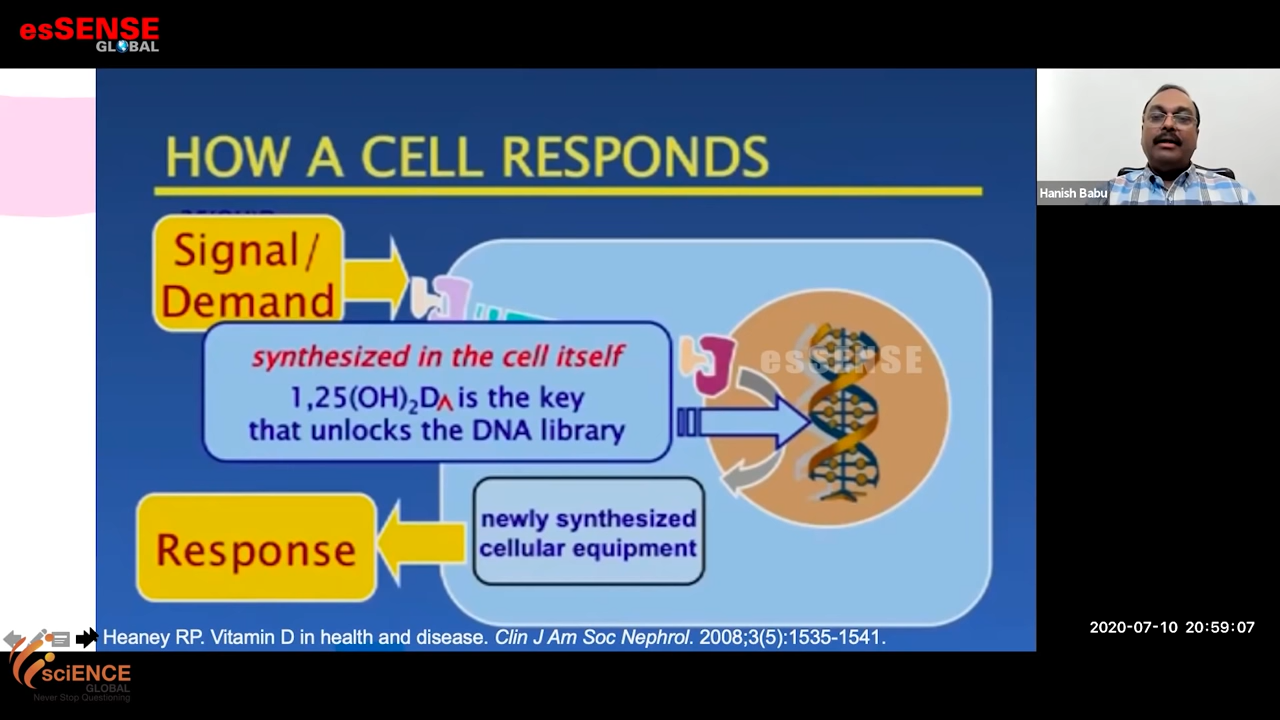 esSENSE
GLOBAL
HOW A CELL RESPONDS
Signal/
Demand
synthesized in the cell itself
1,25(OH)₂D^ is the key
that unlocks the DNA library
esSENSE
newly synthesized
cellular equipment
Response
Heaney RP. Vitamin D in health and disease. Clin J Am Soc Nephrol. 2008;3(5):1535-1541.
Hanish Babu
2020-07-10 20:59:07
sciENCE
GLOBAL
Never Stop Questioning